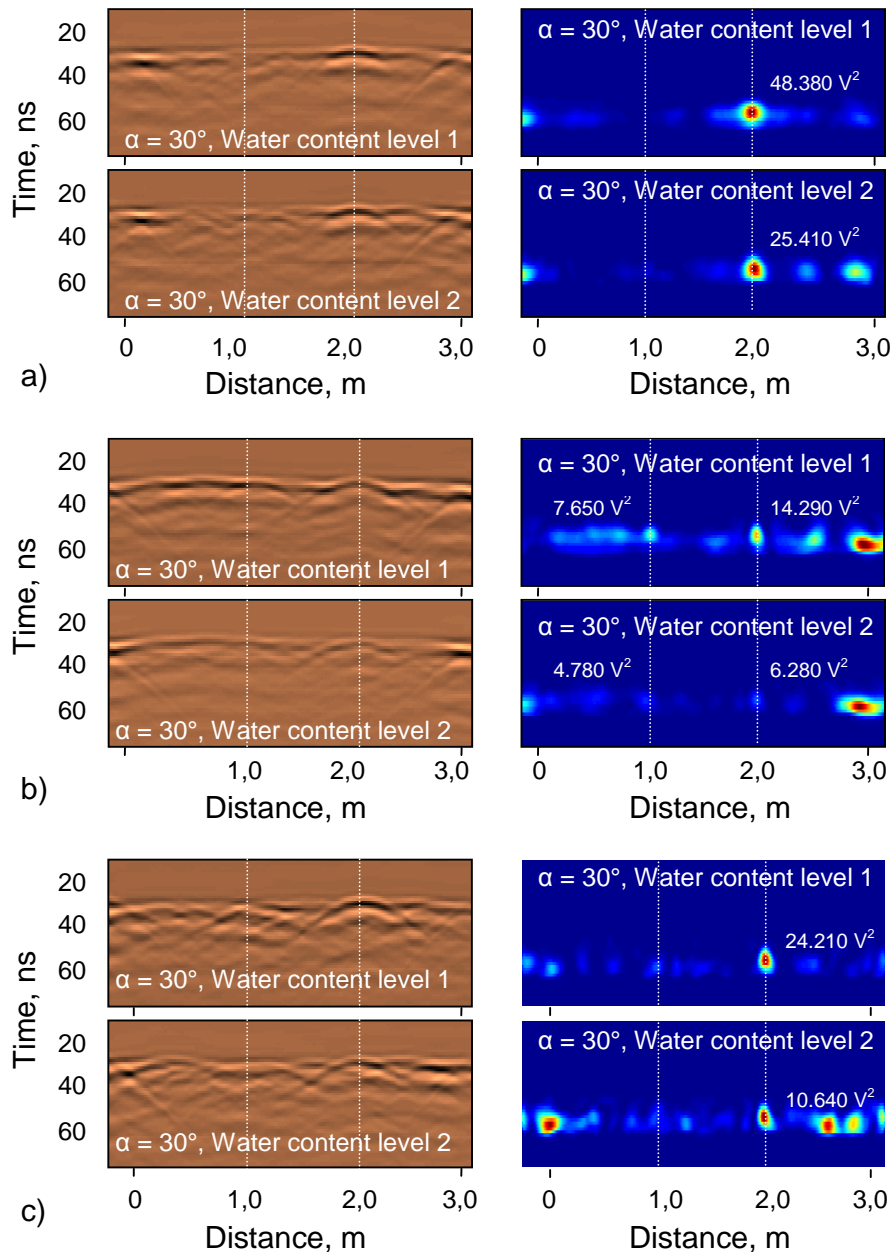 20
40
60
Time, ns
α = 30°, Water content level 1
α = 30°, Water content level 1
48.380 V²
20
40
60
α = 30°, Water content level 2
α = 30°, Water content level 2
25.410 V²
0 1,0 2,0 3,0
0 1,0 2,0 3,0
Distance, m
Distance, m
a)
20
40
60
Time, ns
α = 30°, Water content level 1
α = 30°, Water content level 1
7.650 V²
14.290 V²
20
40
60
α = 30°, Water content level 2
α = 30°, Water content level 2
4.780 V²
6.280 V²
1,0 2,0 3,0
0 1,0 2,0 3,0
Distance, m
Distance, m
b)
20
40
60
Time, ns
α = 30°, Water content level 1
α = 30°, Water content level 1
24.210 V²
20
40
60
α = 30°, Water content level 2
α = 30°, Water content level 2
10.640 V²
0 1,0 2,0 3,0
0 1,0 2,0 3,0
Distance, m
Distance, m
c)